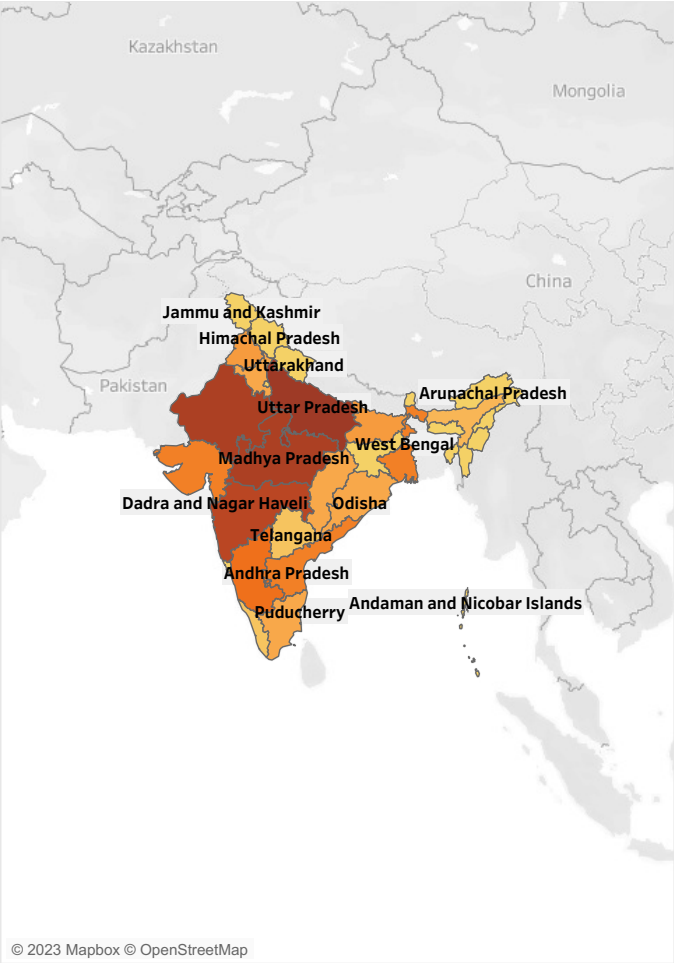 Kazakhstan
Mongolia
China
Jammu and Kashmir
Himachal Pradesh
Uttarakhand
Pakistan
Arunachal Pradesh
Uttar Pradesh
West Bengal
Madhya Pradesh
Dadra and Nagar Haveli
Odisha
Telangana
Andhra Pradesh
Andaman and Nicobar Islands
Puducherry
© 2023 Mapbox © OpenStreetMap